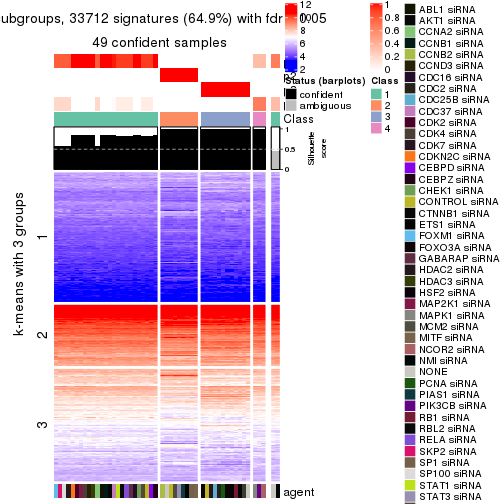 ubgroups, 33712 signatures (64.9%) with fdr
0.05
49 confident samples
Class
1
0.5
0
Silhouette
score
k-means with 3 groups
1
2
3
agent
12
10
8
6
4
2
Status (barplots)
confident
ambiguous
1
0.8
0.6
0.4
0.2
0
Class
1
2
3
4
ABL1 siRNA
AKT1 siRNA
CCNA2 siRNA
CCNB1 siRNA
CCNB2 siRNA
CCND3 siRNA
CDC16 siRNA
CDC2 siRNA
CDC25B siRNA
CDC37 siRNA
CDK2 siRNA
CDK4 siRNA
CDK7 siRNA
CDKN2C siRNA
CEBPD siRNA
CEBPZ siRNA
CHEK1 siRNA
CONTROL siRNA
CTNNB1 siRNA
ETS1 siRNA
FOXM1 siRNA
FOXO3A siRNA
GABARAP siRNA
HDAC2 siRNA
HDAC3 siRNA
HSF2 siRNA
MAP2K1 siRNA
MAPK1 siRNA
MCM2 siRNA
MITF siRNA
NCOR2 siRNA
NMI siRNA
NONE
PCNA siRNA
PIAS1 siRNA
PIK3CB siRNA
RB1 siRNA
RBL2 siRNA
RELA siRNA
SKP2 siRNA
SP1 siRNA
SP100 siRNA
STAT1 siRNA
STAT3 siRNA